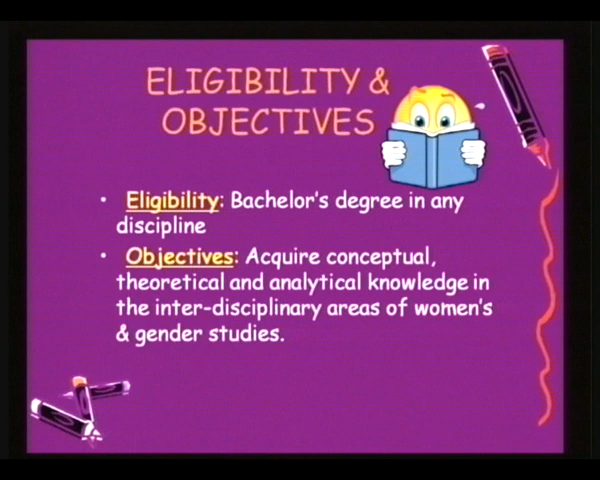 ELIGIBILITY &
OBJECTIVES
• Eligibility: Bachelor's degree in any
discipline
• Objectives: Acquire conceptual,
theoretical and analytical knowledge in
the inter-disciplinary areas of women's
& gender studies.